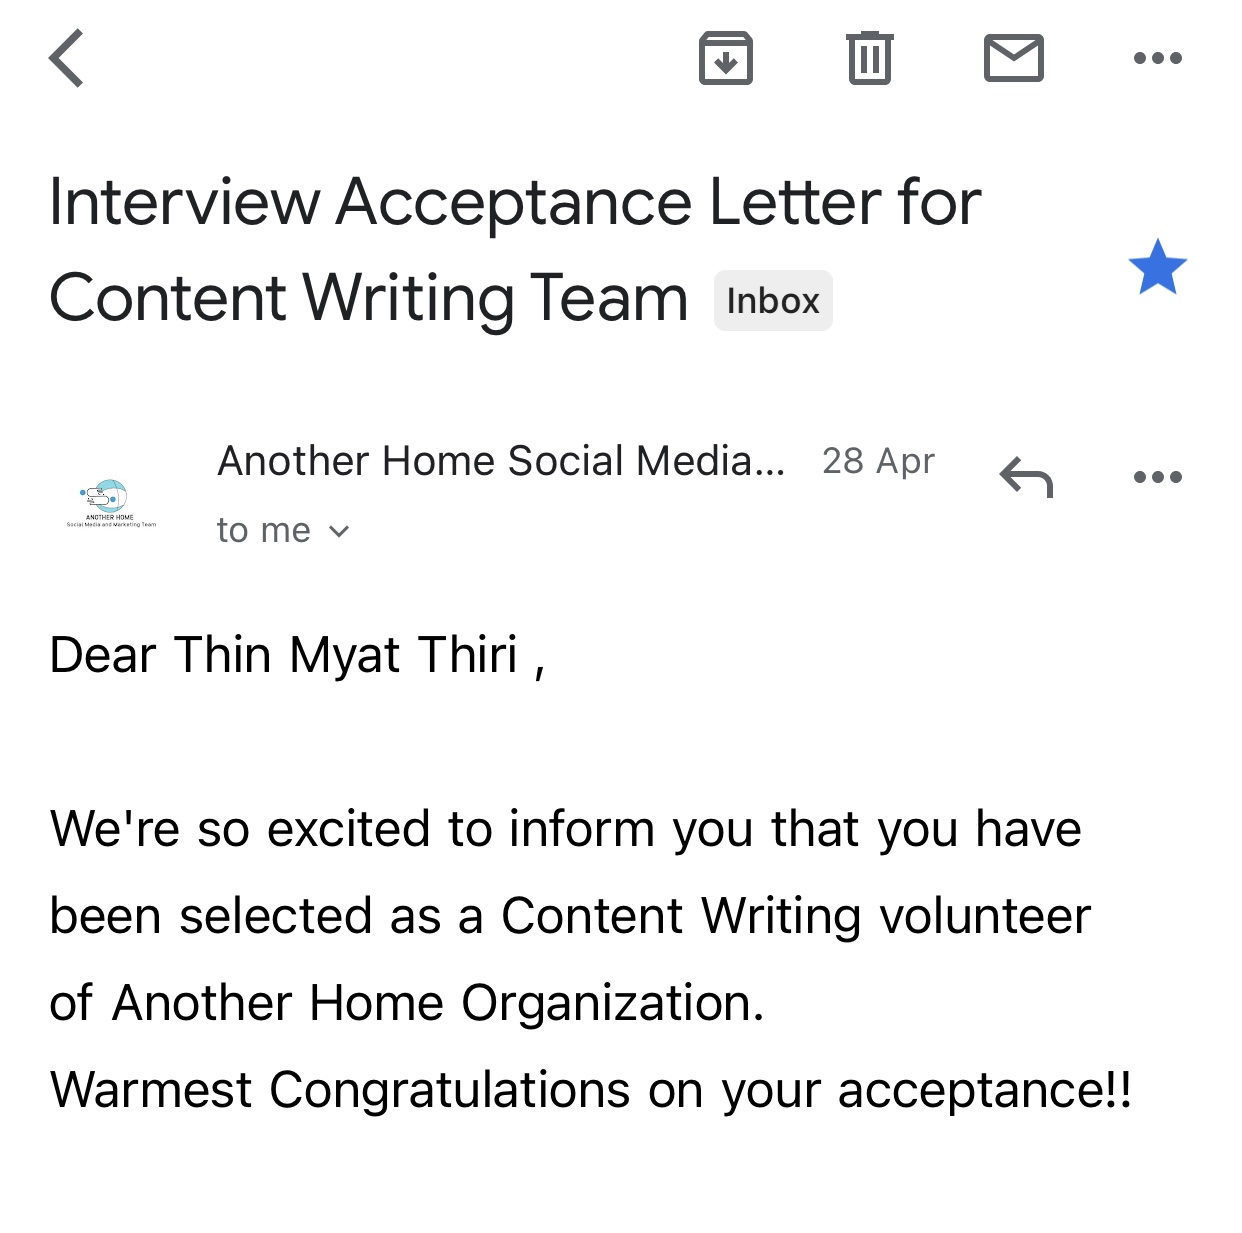 Interview Acceptance Letter for
Content Writing Team Inbox
Another Home Social Media... 28 Apr
to me
ANOTHER HOME
Social Media and Marketing Team
Dear Thin Myat Thiri ,
We're so excited to inform you that you have
been selected as a Content Writing volunteer
of Another Home Organization.
Warmest Congratulations on your acceptance!!